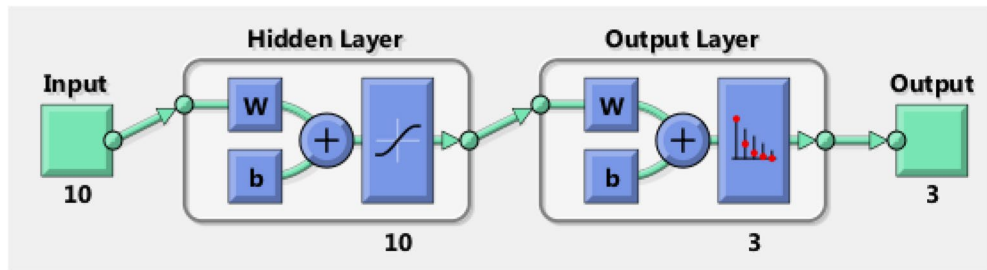 Hidden Layer
Output Layer
Input
Output
W
W
b
b
10
3
10
3